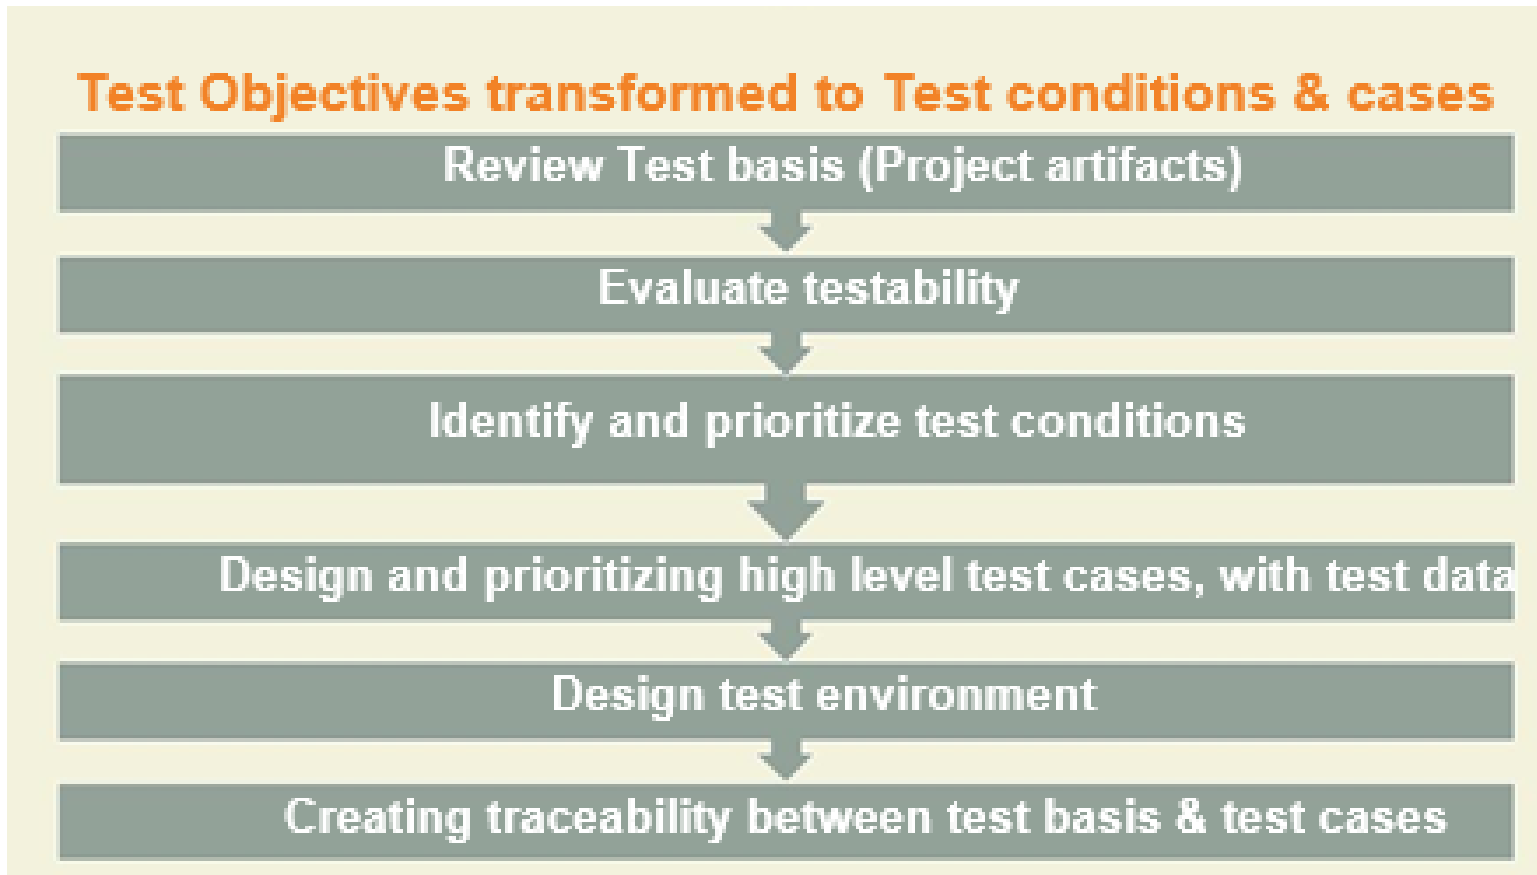 Test Objectives transformed to Test conditions & cases
Review Test basis (Project artifacts)
Evaluate testability
Identify and prioritize test conditions
Design and prioritizing high level test cases, with test data
Design test environment
Creating traceability between test basis & test cases